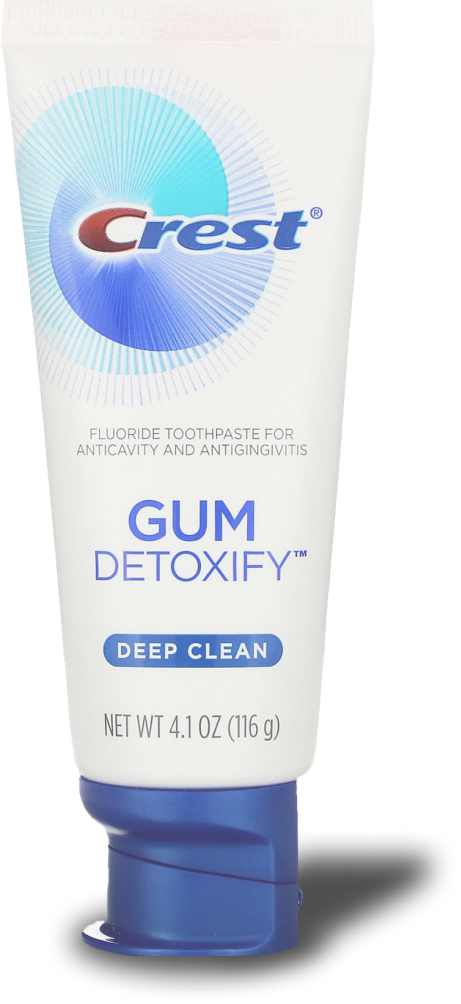 Crest®
FLUORIDE TOOTHPASTE FOR
ANTICAVITY AND ANTIGINGIVITIS
GUM
DETOXIFY™
DEEP CLEAN
NET WT 4.1 OZ (116 g)